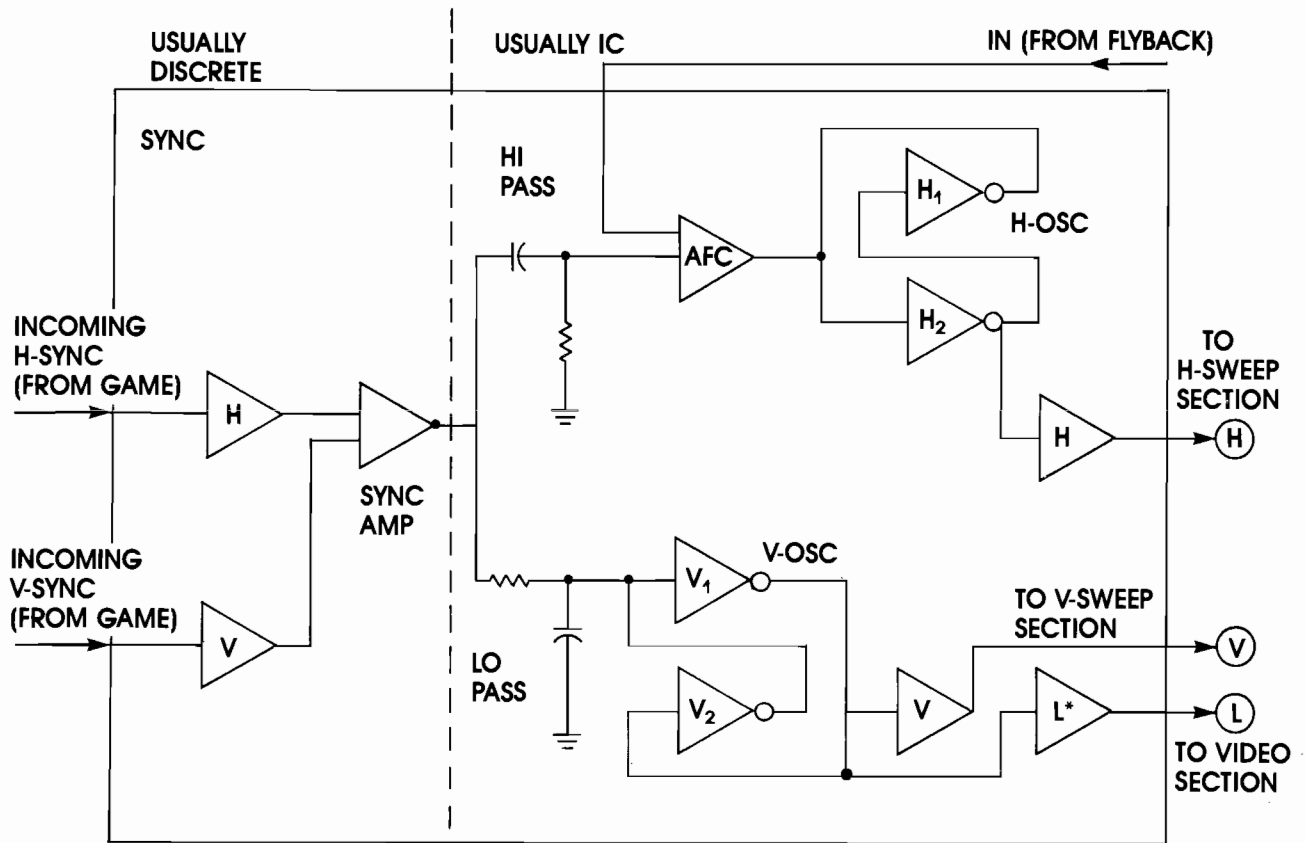 USUALLY
DISCRETE
USUALLY IC
IN (FROM FLYBACK)
SYNC
HI
PASS
AFC
H₁
H-OSC
H₂
INCOMING
H-SYNC
(FROM GAME)
H
SYNC
AMP
H
TO
H-SWEEP
SECTION
H
INCOMING
V-SYNC
(FROM GAME)
V
LO
PASS
V₁
V-OSC
V₂
V
TO V-SWEEP
SECTION
V
L*
L
TO VIDEO
SECTION